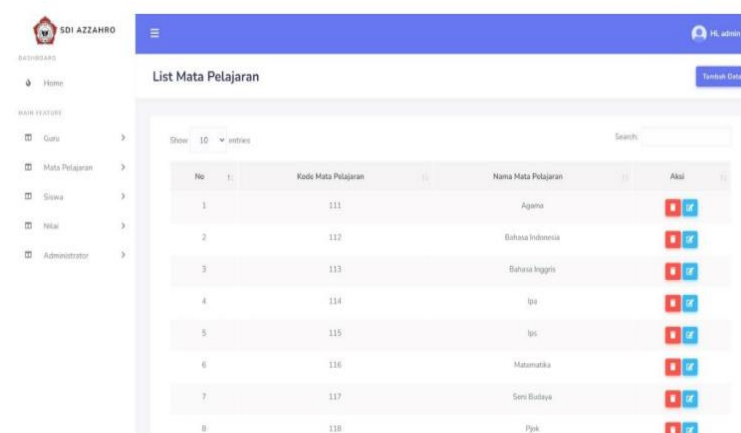 SDI AZZAHRO
Hi, admin
DASHBOARD
Home
List Mata Pelajaran
Tambah Data
MAIN FEATURE
Guru
Mata Pelajaran
Siswa
Nilai
Administrator
Show 10 entries
Search:
No Kode Mata Pelajaran Nama Mata Pelajaran Aksi
1 111 Agama
2 112 Bahasa Indonesia
3 113 Bahasa Inggris
4 114 Ipa
5 115 Ips
6 116 Matematika
7 117 Seni Budaya
8 118 Pjok